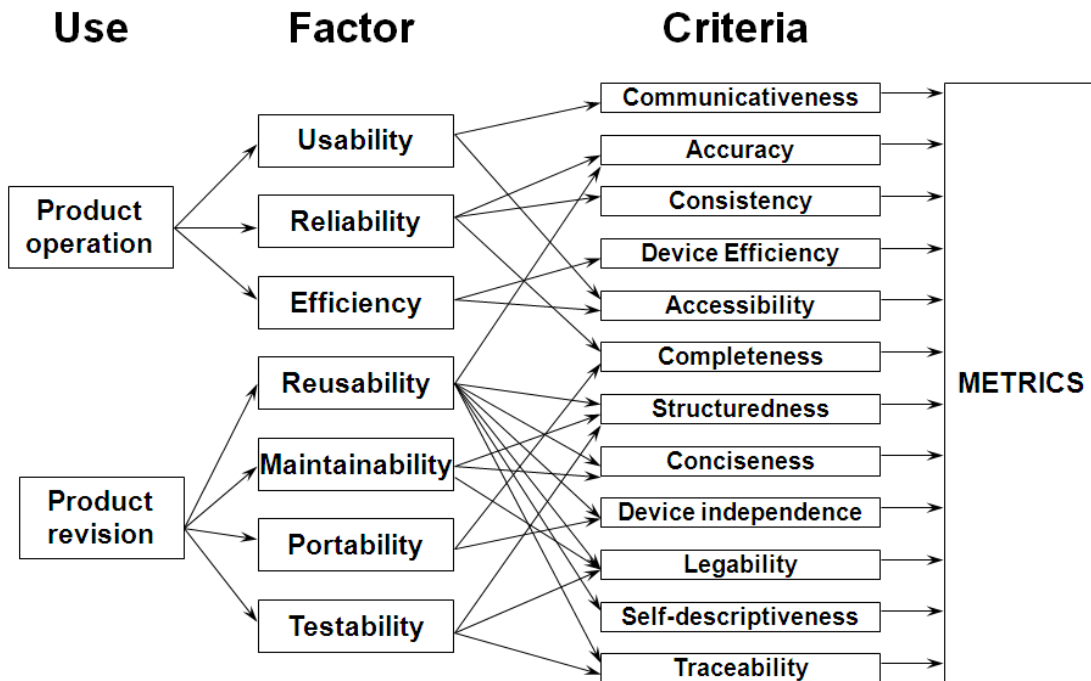 Use
Factor
Criteria
Product
operation
Product
revision
Usability
Reliability
Efficiency
Reusability
Maintainability
Portability
Testability
Communicativeness
Accuracy
Consistency
Device Efficiency
Accessibility
Completeness
Structuredness
Conciseness
Device independence
Legability
Self-descriptiveness
Traceability
METRICS